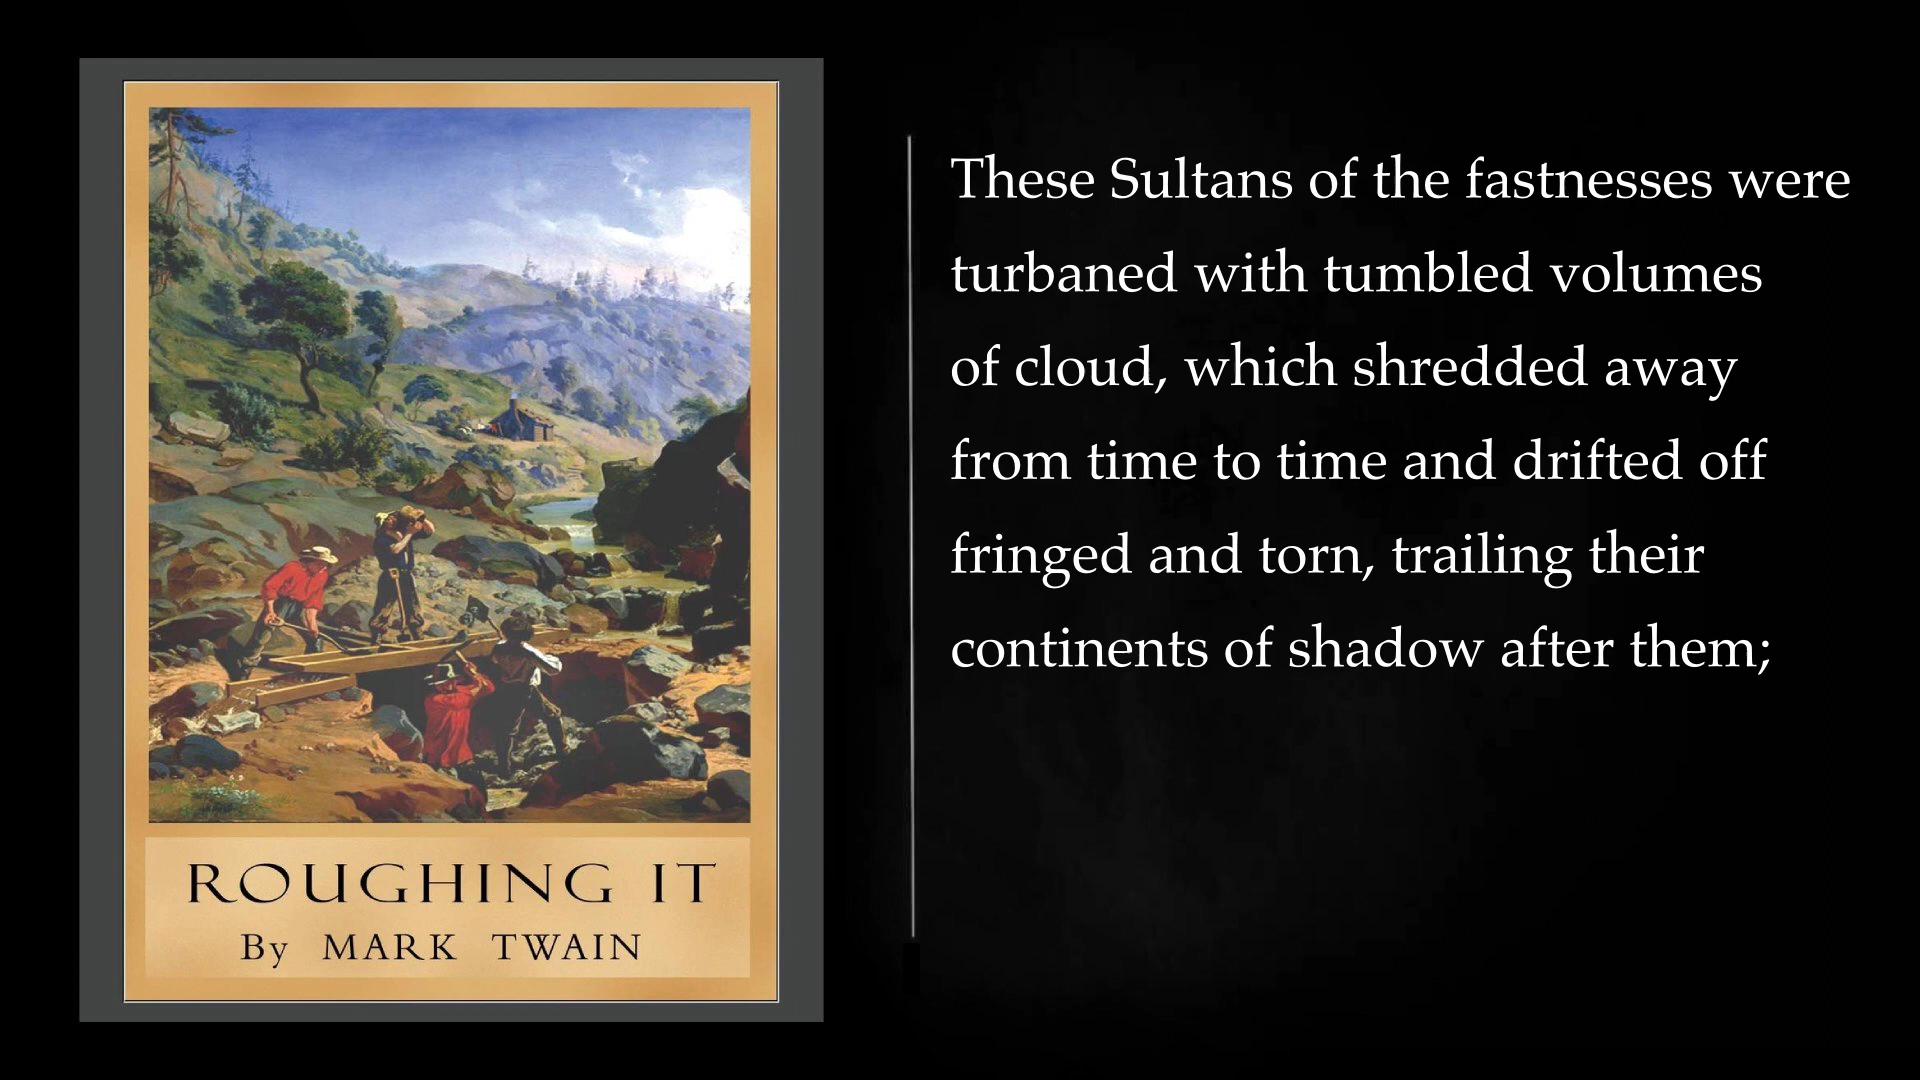 ROUGHING IT
By MARK TWAIN
These Sultans of the fastnesses were
turbaned with tumbled volumes
of cloud, which shredded away
from time to time and drifted off
fringed and torn, trailing their
continents of shadow after them;